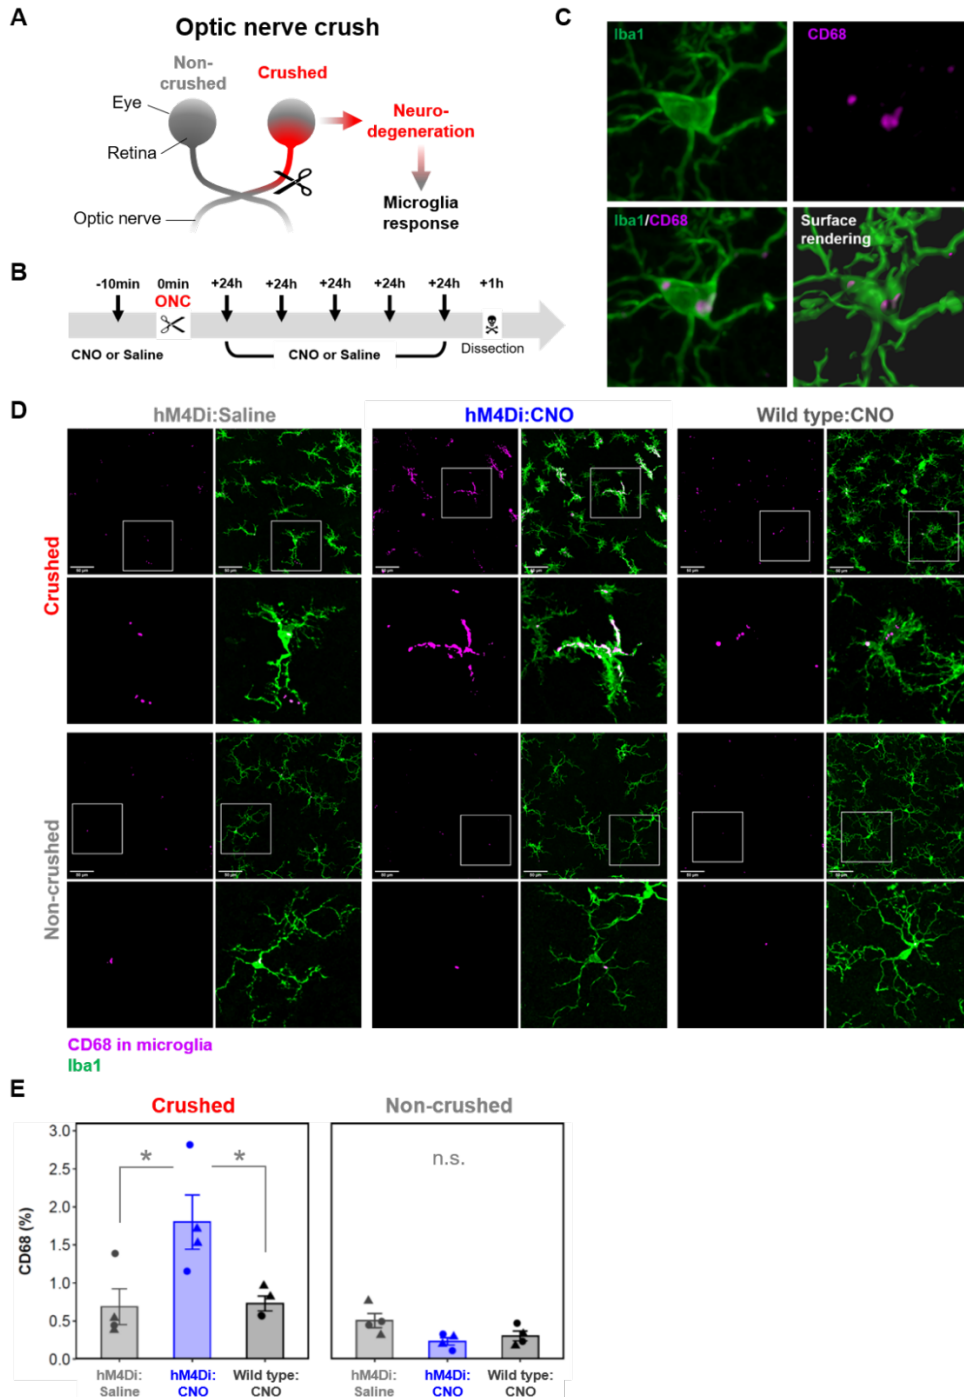 A
Optic nerve crush
Non-
crushed
Crushed
Eye
Retina
Optic nerve
Neuro-
degeneration
Microglia
response
B
-10min
0min
ONC
+24h
+24h
+24h
+24h
+24h
+1h
CNO or Saline
CNO or Saline
Dissection
C
Iba1
CD68
Iba1/CD68
Surface
rendering
D
hM4Di:Saline
hM4Di:CNO
Wild type:CNO
Crushed
Non-crushed
CD68 in microglia
Iba1
E
Crushed
Non-crushed
CD68 (%)
3.0
2.5
2.0
1.5
1.0
0.5
0.0
*
*
n.s.
hM4Di:
Saline
hM4Di:
CNO
Wild type:
CNO
hM4Di:
Saline
hM4Di:
CNO
Wild type:
CNO